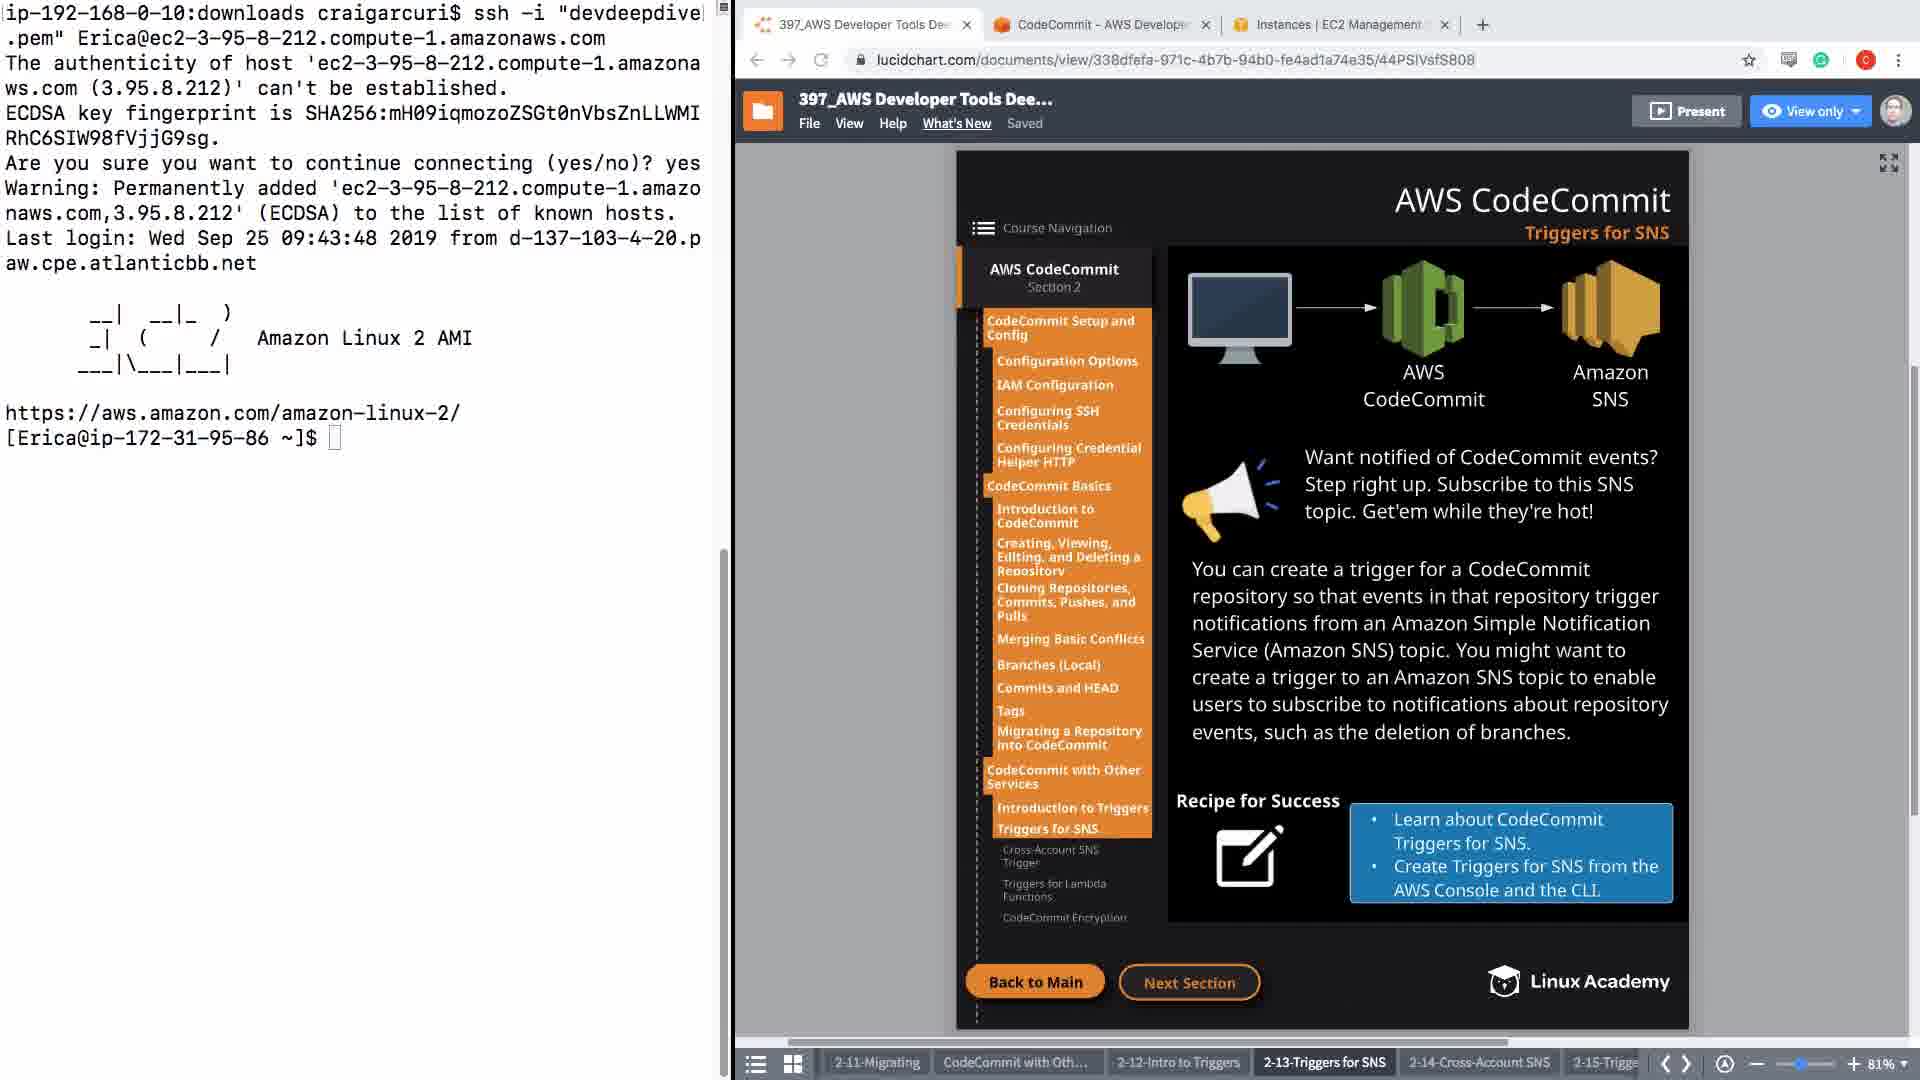 ip-192-168-0-10:downloads craigarcuri$ ssh -i "devdeepdive
.pem" Erica@ec2-3-95-8-212.compute-1.amazonaws.com
The authenticity of host 'ec2-3-95-8-212.compute-1.amazona
ws.com (3.95.8.212)' can't be established.
ECDSA key fingerprint is SHA256:mH09iqmozoZSGt0nVbsZnLLWMI
RhC6SIW98fVjjG9sg.
Are you sure you want to continue connecting (yes/no)? yes
Warning: Permanently added 'ec2-3-95-8-212.compute-1.amazo
naws.com,3.95.8.212' (ECDSA) to the list of known hosts.
Last login: Wed Sep 25 09:43:48 2019 from d-137-103-4-20.p
aw.cpe.atlanticbb.net
__|  __|_  )
_|  (     /   Amazon Linux 2 AMI
___|\___|___|
https://aws.amazon.com/amazon-linux-2/
[Erica@ip-172-31-95-86 ~]$
397_AWS Developer Tools Dee
CodeCommit - AWS Developer
Instances | EC2 Management
lucidchart.com/documents/view/338dfefa-971c-4b7b-94b0-fe4ad1a74e35/44PSlVsfS808
C
397_AWS Developer Tools Dee...
File View Help What's New Saved
Present
View only
AWS CodeCommit
Triggers for SNS
Course Navigation
AWS CodeCommit
Section 2
CodeCommit Setup and
Config
Configuration Options
IAM Configuration
Configuring SSH
Credentials
Configuring Credential
Helper HTTP
CodeCommit Basics
Introduction to
CodeCommit
Creating, Viewing,
Editing, and Deleting a
Repository
Cloning Repositories,
Commits, Pushes, and
Pulls
Merging Basic Conflicts
Branches (Local)
Commits and HEAD
Tags
Migrating a Repository
into CodeCommit
CodeCommit with Other
Services
Introduction to Triggers
Triggers for SNS
Cross-Account SNS
Trigger
Triggers for Lambda
Functions
CodeCommit Encryption
AWS
CodeCommit
Amazon
SNS
Want notified of CodeCommit events?
Step right up. Subscribe to this SNS
topic. Get'em while they're hot!
You can create a trigger for a CodeCommit
repository so that events in that repository trigger
notifications from an Amazon Simple Notification
Service (Amazon SNS) topic. You might want to
create a trigger to an Amazon SNS topic to enable
users to subscribe to notifications about repository
events, such as the deletion of branches.
Recipe for Success
• Learn about CodeCommit
Triggers for SNS.
• Create Triggers for SNS from the
AWS Console and the CLI.
Back to Main
Next Section
Linux Academy
2-11-Migrating
CodeCommit with Oth...
2-12-Intro to Triggers
2-13-Triggers for SNS
2-14-Cross-Account SNS
2-15-Trigge
81%